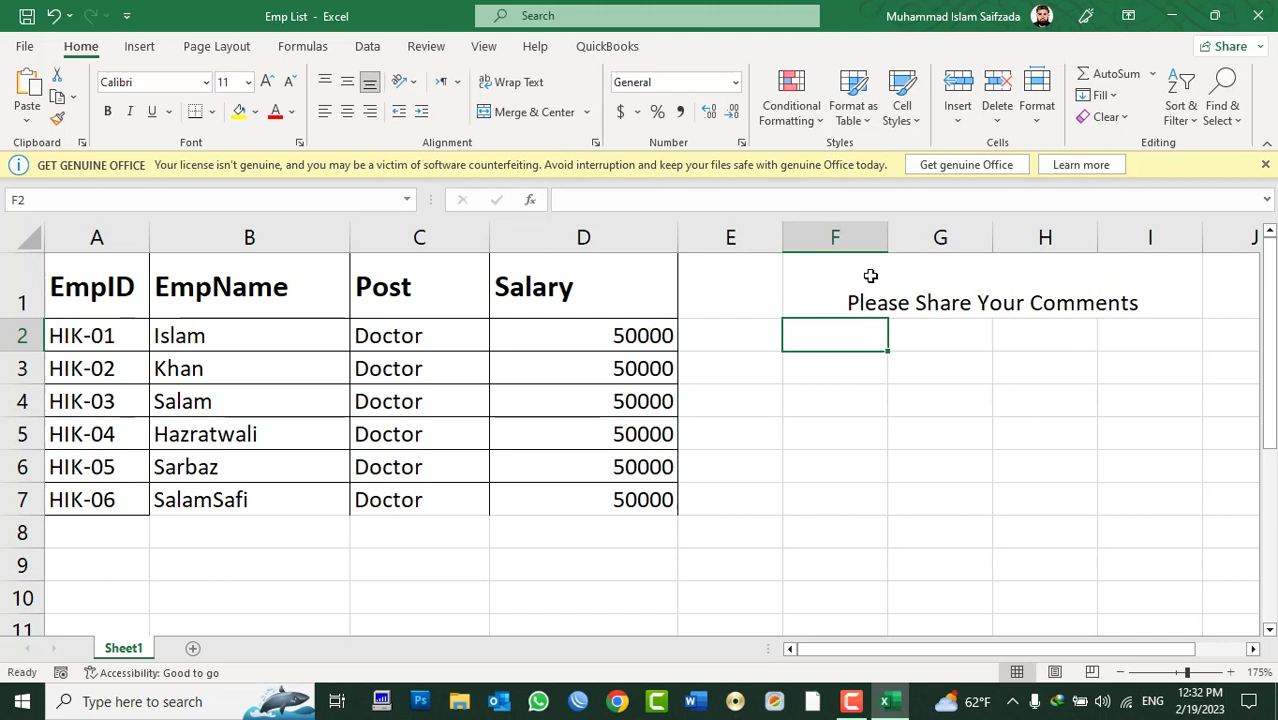 Emp List - Excel
Search
Muhammad Islam Saifzada
File Home Insert Page Layout Formulas Data Review View Help QuickBooks Share
Paste
Calibri 11
B I U
Wrap Text
Merge & Center
General
$ % ,
Conditional Formatting
Format as Table
Cell Styles
Insert
Delete
Format
AutoSum
Fill
Clear
Sort & Filter
Find & Select
Clipboard Font Alignment Number Styles Cells Editing
GET GENUINE OFFICE Your license isn't genuine, and you may be a victim of software counterfeiting. Avoid interruption and keep your files safe with genuine Office today. Get genuine Office Learn more
F2 fx
A B C D E F G H I J
1 EmpID EmpName Post Salary Please Share Your Comments
2 HIK-01 Islam Doctor 50000
3 HIK-02 Khan Doctor 50000
4 HIK-03 Salam Doctor 50000
5 HIK-04 Hazratwali Doctor 50000
6 HIK-05 Sarbaz Doctor 50000
7 HIK-06 SalamSafi Doctor 50000
8
9
10
11
Sheet1
Ready Accessibility: Good to go 175%
Type here to search
62°F
ENG
12:32 PM
2/19/2023